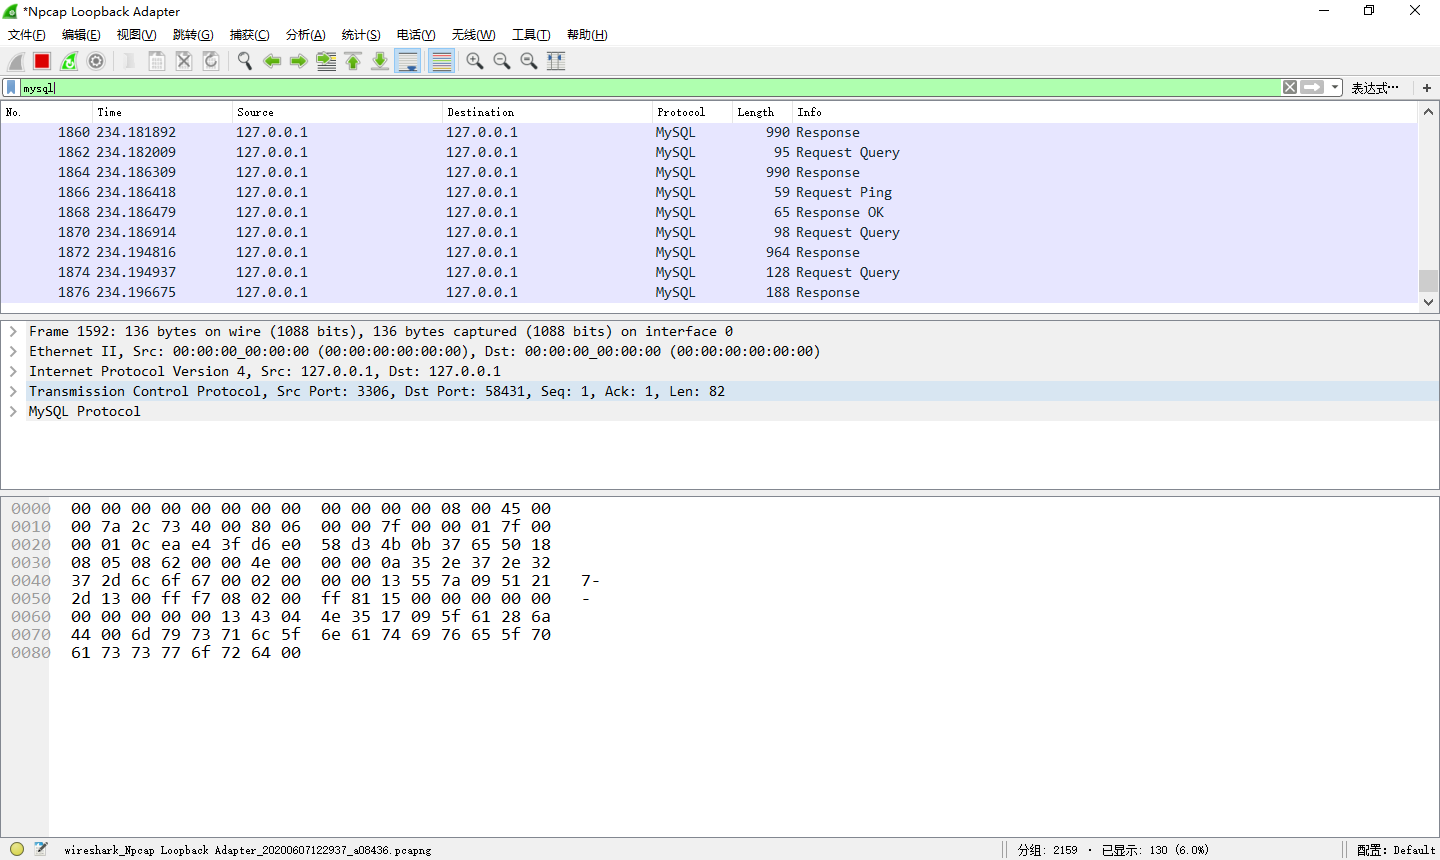 *Npcap Loopback Adapter
文件(F) 编辑(E) 视图(V) 跳转(G) 捕获(C) 分析(A) 统计(S) 电话(Y) 无线(W) 工具(T) 帮助(H)
mysql 表达式… +
No. Time Source Destination Protocol Length Info
1860 234.181892 127.0.0.1 127.0.0.1 MySQL 990 Response
1862 234.182009 127.0.0.1 127.0.0.1 MySQL 95 Request Query
1864 234.186309 127.0.0.1 127.0.0.1 MySQL 990 Response
1866 234.186418 127.0.0.1 127.0.0.1 MySQL 59 Request Ping
1868 234.186479 127.0.0.1 127.0.0.1 MySQL 65 Response OK
1870 234.186914 127.0.0.1 127.0.0.1 MySQL 98 Request Query
1872 234.194816 127.0.0.1 127.0.0.1 MySQL 964 Response
1874 234.194937 127.0.0.1 127.0.0.1 MySQL 128 Request Query
1876 234.196675 127.0.0.1 127.0.0.1 MySQL 188 Response
Frame 1592: 136 bytes on wire (1088 bits), 136 bytes captured (1088 bits) on interface 0
Ethernet II, Src: 00:00:00_00:00:00 (00:00:00:00:00:00), Dst: 00:00:00_00:00:00 (00:00:00:00:00:00)
Internet Protocol Version 4, Src: 127.0.0.1, Dst: 127.0.0.1
Transmission Control Protocol, Src Port: 3306, Dst Port: 58431, Seq: 1, Ack: 1, Len: 82
MySQL Protocol
0000 00 00 00 00 00 00 00 00 00 00 00 00 08 00 45 00
0010 00 7a 2c 73 40 00 80 06 00 00 7f 00 00 01 7f 00
0020 00 01 0c ea e4 3f d6 e0 58 d3 4b 0b 37 65 50 18
0030 08 05 08 62 00 00 4e 00 00 00 0a 35 2e 37 2e 32
0040 37 2d 6c 6f 67 00 02 00 00 00 13 55 7a 09 51 21 7-
0050 2d 13 00 ff f7 08 02 00 ff 81 15 00 00 00 00 00 -
0060 00 00 00 00 00 13 43 04 4e 35 17 09 5f 61 28 6a
0070 44 00 6d 79 73 71 6c 5f 6e 61 74 69 76 65 5f 70
0080 61 73 73 77 6f 72 64 00
wireshark_Npcap Loopback Adapter_20200607122937_a08436.pcapng 分组: 2159 · 已显示: 130 (6.0%) 配置: Default